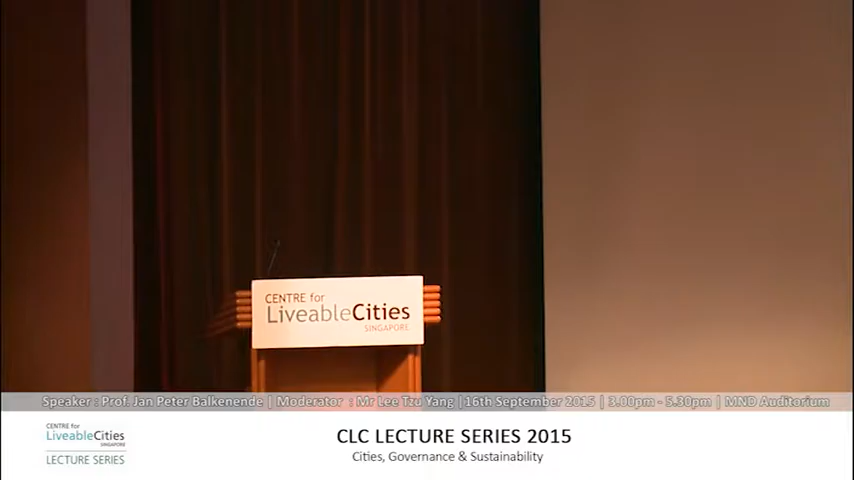 CENTRE for
LiveableCities
SINGAPORE
Speaker : Prof. Jan Peter Balkenende | Moderator : Mr Lee Tzu Yang | 16th September 2015 | 3.00pm - 5.30pm | MND Auditorium
CENTRE for
LiveableCities
SINGAPORE
LECTURE SERIES
CLC LECTURE SERIES 2015
Cities, Governance & Sustainability